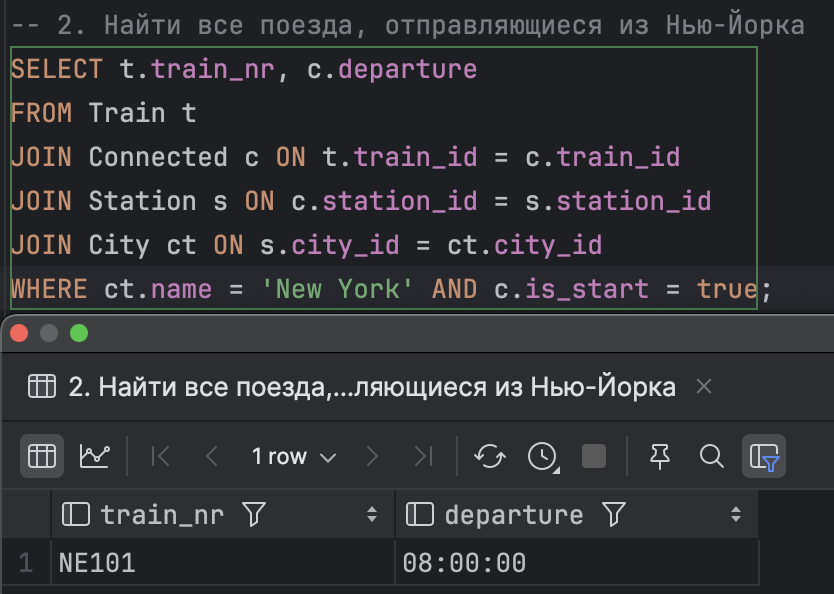 -- 2. Найти все поезда, отправляющиеся из Нью-Йорка
SELECT t.train_nr, c.departure
FROM Train t
JOIN Connected c ON t.train_id = c.train_id
JOIN Station s ON c.station_id = s.station_id
JOIN City ct ON s.city_id = ct.city_id
WHERE ct.name = 'New York' AND c.is_start = true;
2. Найти все поезда,...ляющиеся из Нью-Йорка
1 row
train_nr departure
1 NE101 08:00:00